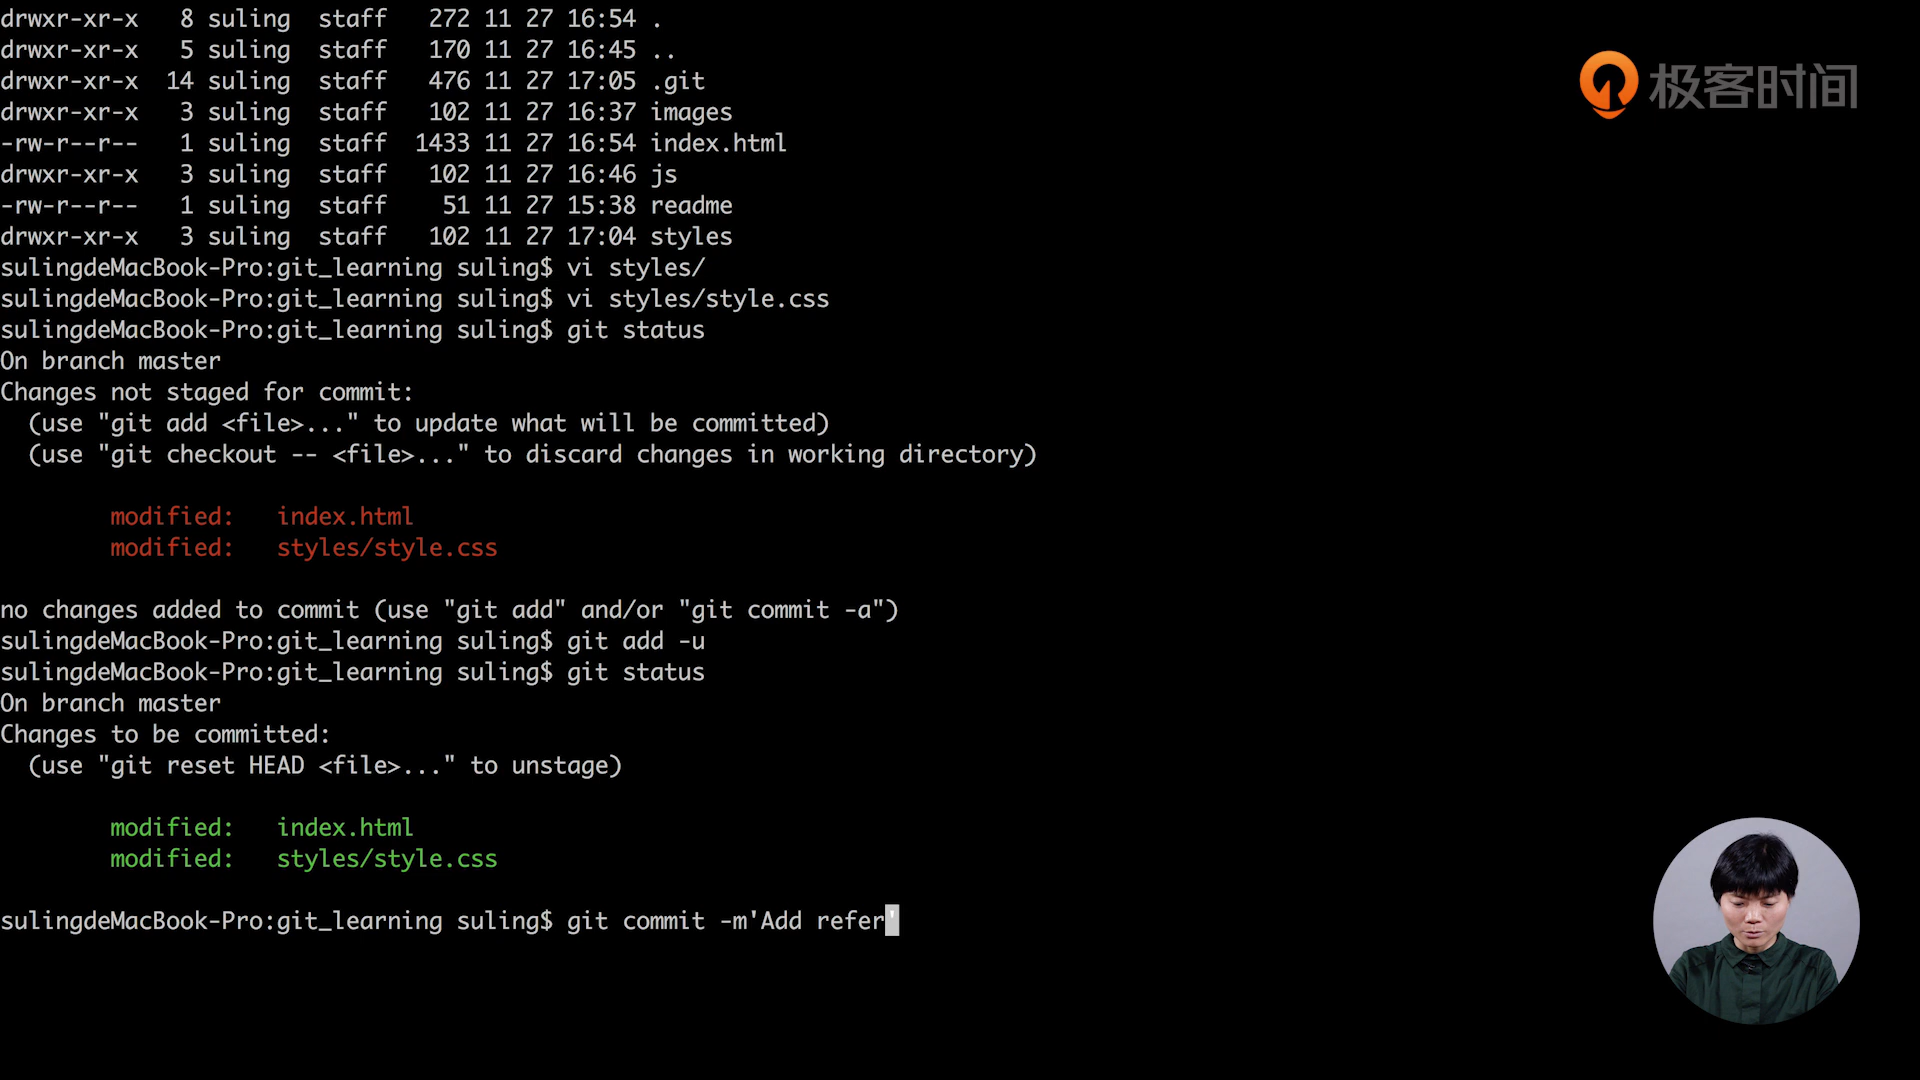 drwxr-xr-x   8 suling  staff   272 11 27 16:54 .
drwxr-xr-x   5 suling  staff   170 11 27 16:45 ..
drwxr-xr-x  14 suling  staff   476 11 27 17:05 .git
drwxr-xr-x   3 suling  staff   102 11 27 16:37 images
-rw-r--r--   1 suling  staff  1433 11 27 16:54 index.html
drwxr-xr-x   3 suling  staff   102 11 27 16:46 js
-rw-r--r--   1 suling  staff    51 11 27 15:38 readme
drwxr-xr-x   3 suling  staff   102 11 27 17:04 styles
sulingdeMacBook-Pro:git_learning suling$ vi styles/
sulingdeMacBook-Pro:git_learning suling$ vi styles/style.css
sulingdeMacBook-Pro:git_learning suling$ git status
On branch master
Changes not staged for commit:
  (use "git add <file>..." to update what will be committed)
  (use "git checkout -- <file>..." to discard changes in working directory)
        modified:   index.html
        modified:   styles/style.css
no changes added to commit (use "git add" and/or "git commit -a")
sulingdeMacBook-Pro:git_learning suling$ git add -u
sulingdeMacBook-Pro:git_learning suling$ git status
On branch master
Changes to be committed:
  (use "git reset HEAD <file>..." to unstage)
        modified:   index.html
        modified:   styles/style.css
sulingdeMacBook-Pro:git_learning suling$ git commit -m'Add refer'
极客时间